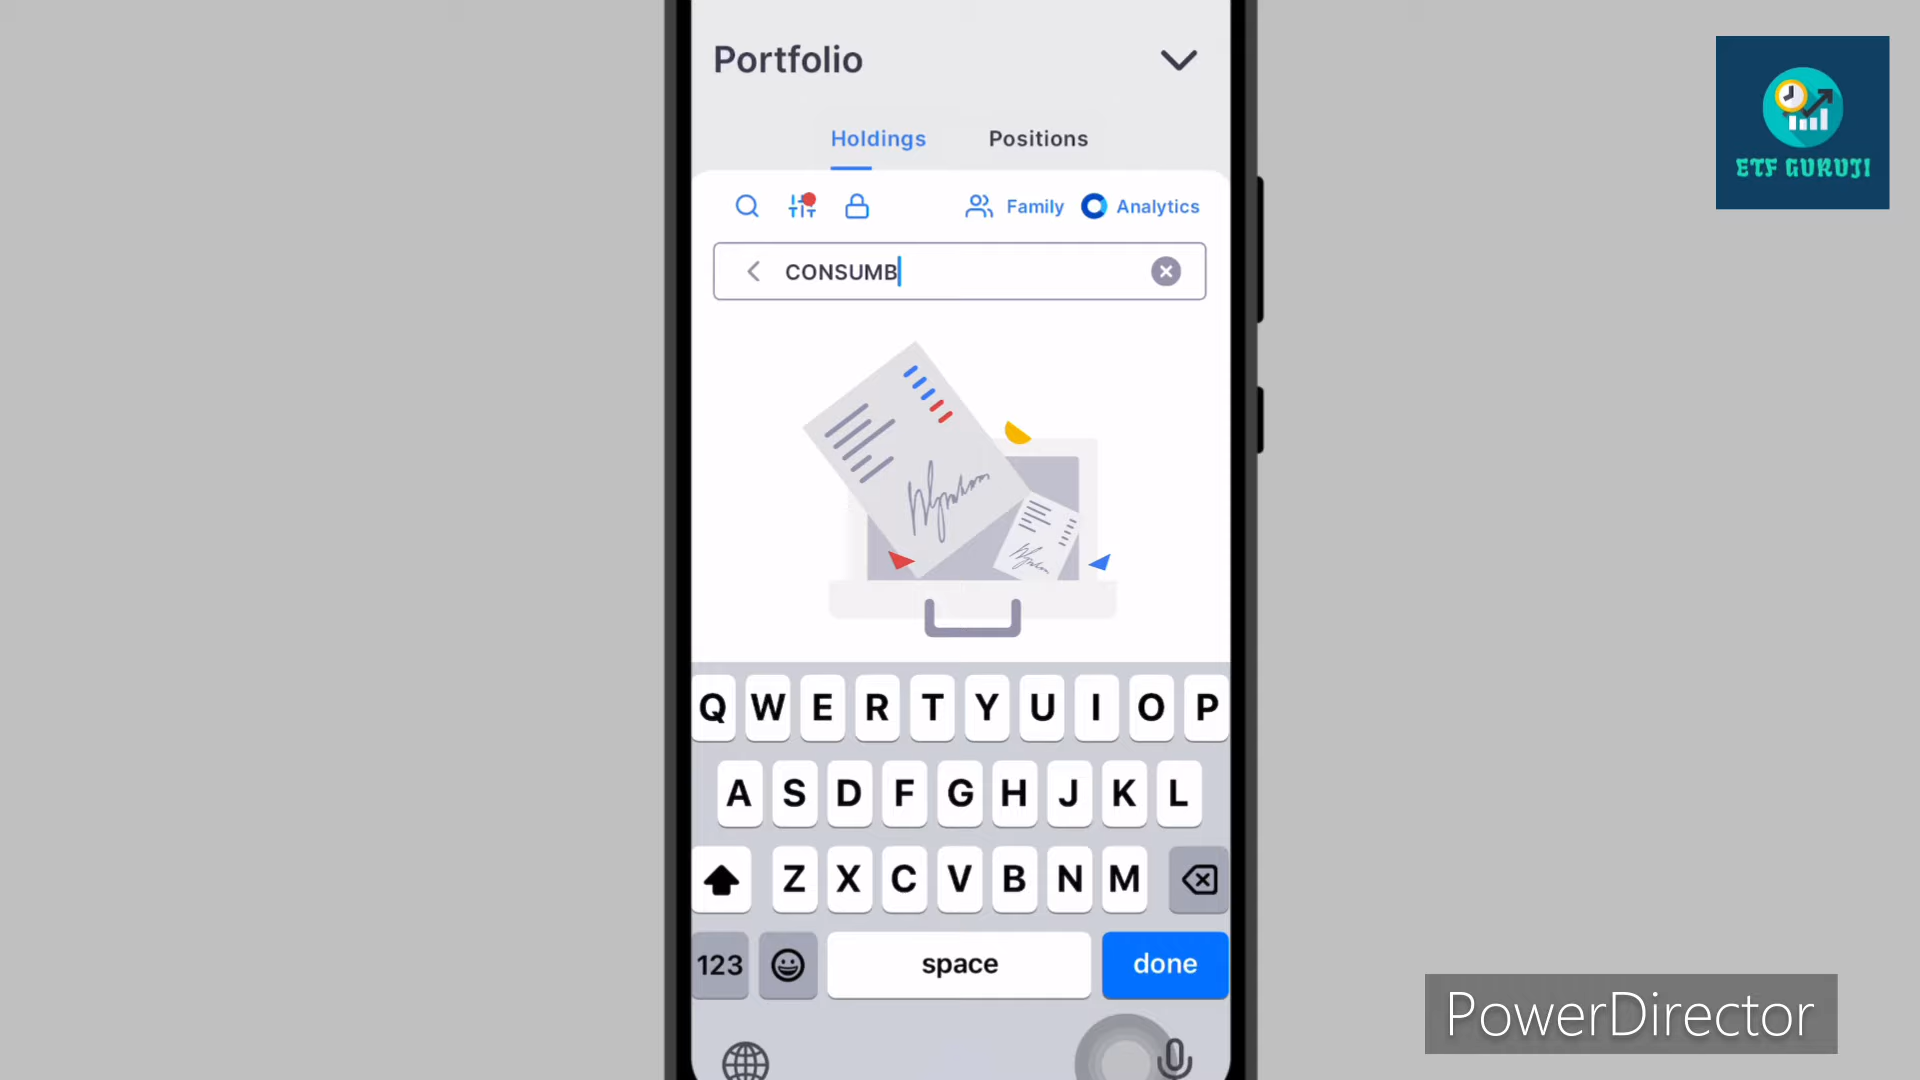 Portfolio
Holdings Positions
Family Analytics
CONSUMB
Q W E R T Y U I O P
A S D F G H J K L
Z X C V B N M
123 space done
ETF GURUJI
PowerDirector